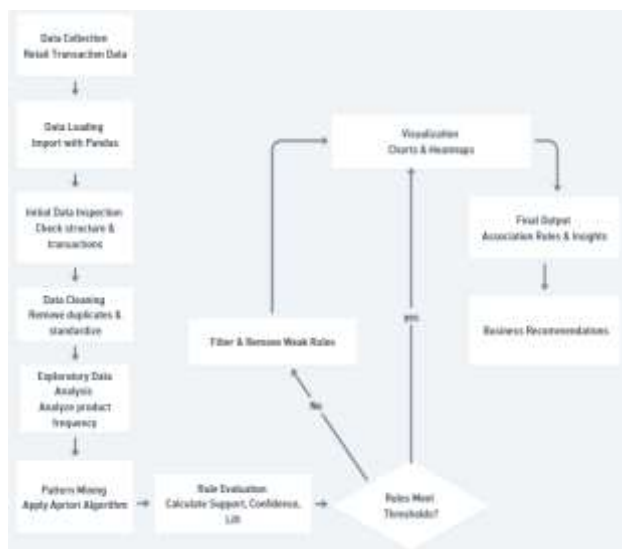 Data Collection
Retail Transaction Data
Data Loading
Import with Pandas
Initial Data Inspection
Check structure &
transactions
Data Cleaning
Remove duplicates &
standardize
Exploratory Data
Analysis
Analyze product
frequency
Pattern Mining
Apply Apriori Algorithm
Rule Evaluation
Calculate Support, Confidence,
Lift
Rules Meet
Thresholds?
No
yes
Filter & Remove Weak Rules
Visualization
Charts & Heatmaps
Final Output
Association Rules & Insights
Business Recommendations